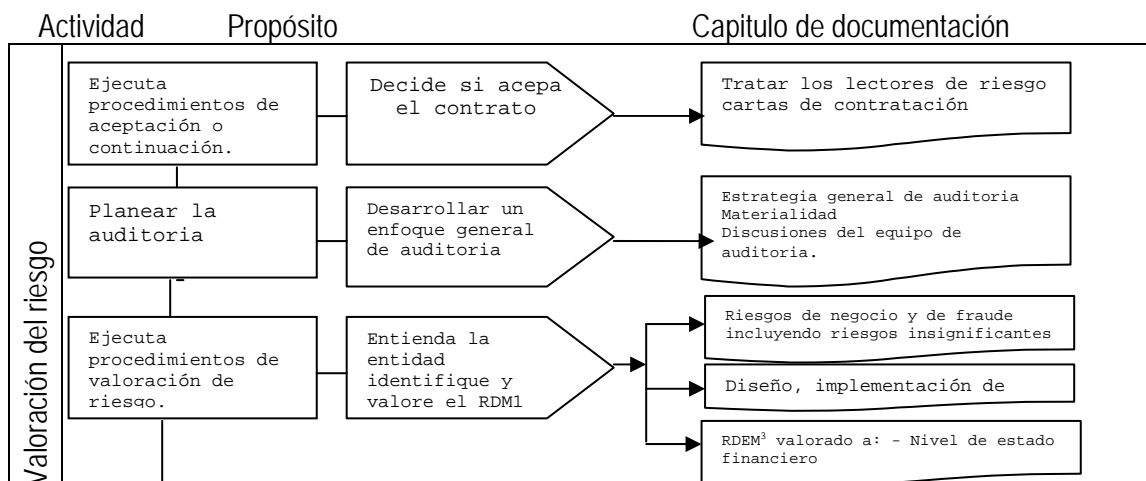 Actividad Propósito Capitulo de documentación
Valoración del riesgo
Ejecuta
procedimientos de
aceptación o
continuación.
Decide si acepa
el contrato
Tratar los lectores de riesgo
cartas de contratación
Planear la
auditoria
Desarrollar un
enfoque general
de auditoria
Estrategia general de auditoria
Materialidad
Discusiones del equipo de
auditoria.
Ejecuta
procedimientos de
valoración de
riesgo.
Entienda la
entidad
identifique y
valore el RDM1
Riesgos de negocio y de fraude
incluyendo riesgos insignificantes
Diseño, implementación de
RDEM³ valorado a: - Nivel de estado
financiero